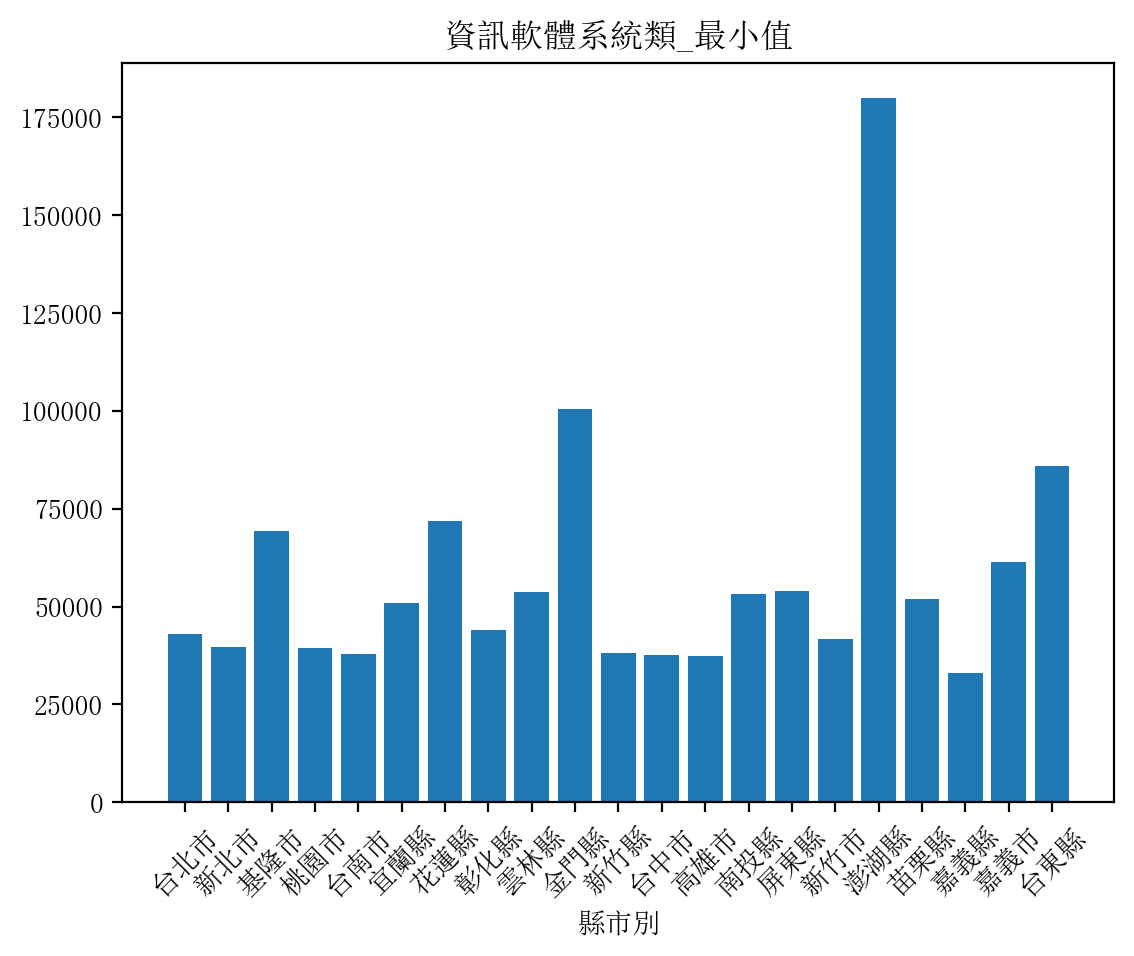 資訊軟體系統類_最小值
175000
150000
125000
100000
75000
50000
25000
0
台北市
新北市
基隆市
桃園市
台南市
宜蘭縣
花蓮縣
彰化縣
雲林縣
金門縣
新竹縣
台中市
高雄市
南投縣
屏東縣
新竹市
澎湖縣
苗栗縣
嘉義縣
嘉義市
台東縣
縣市別